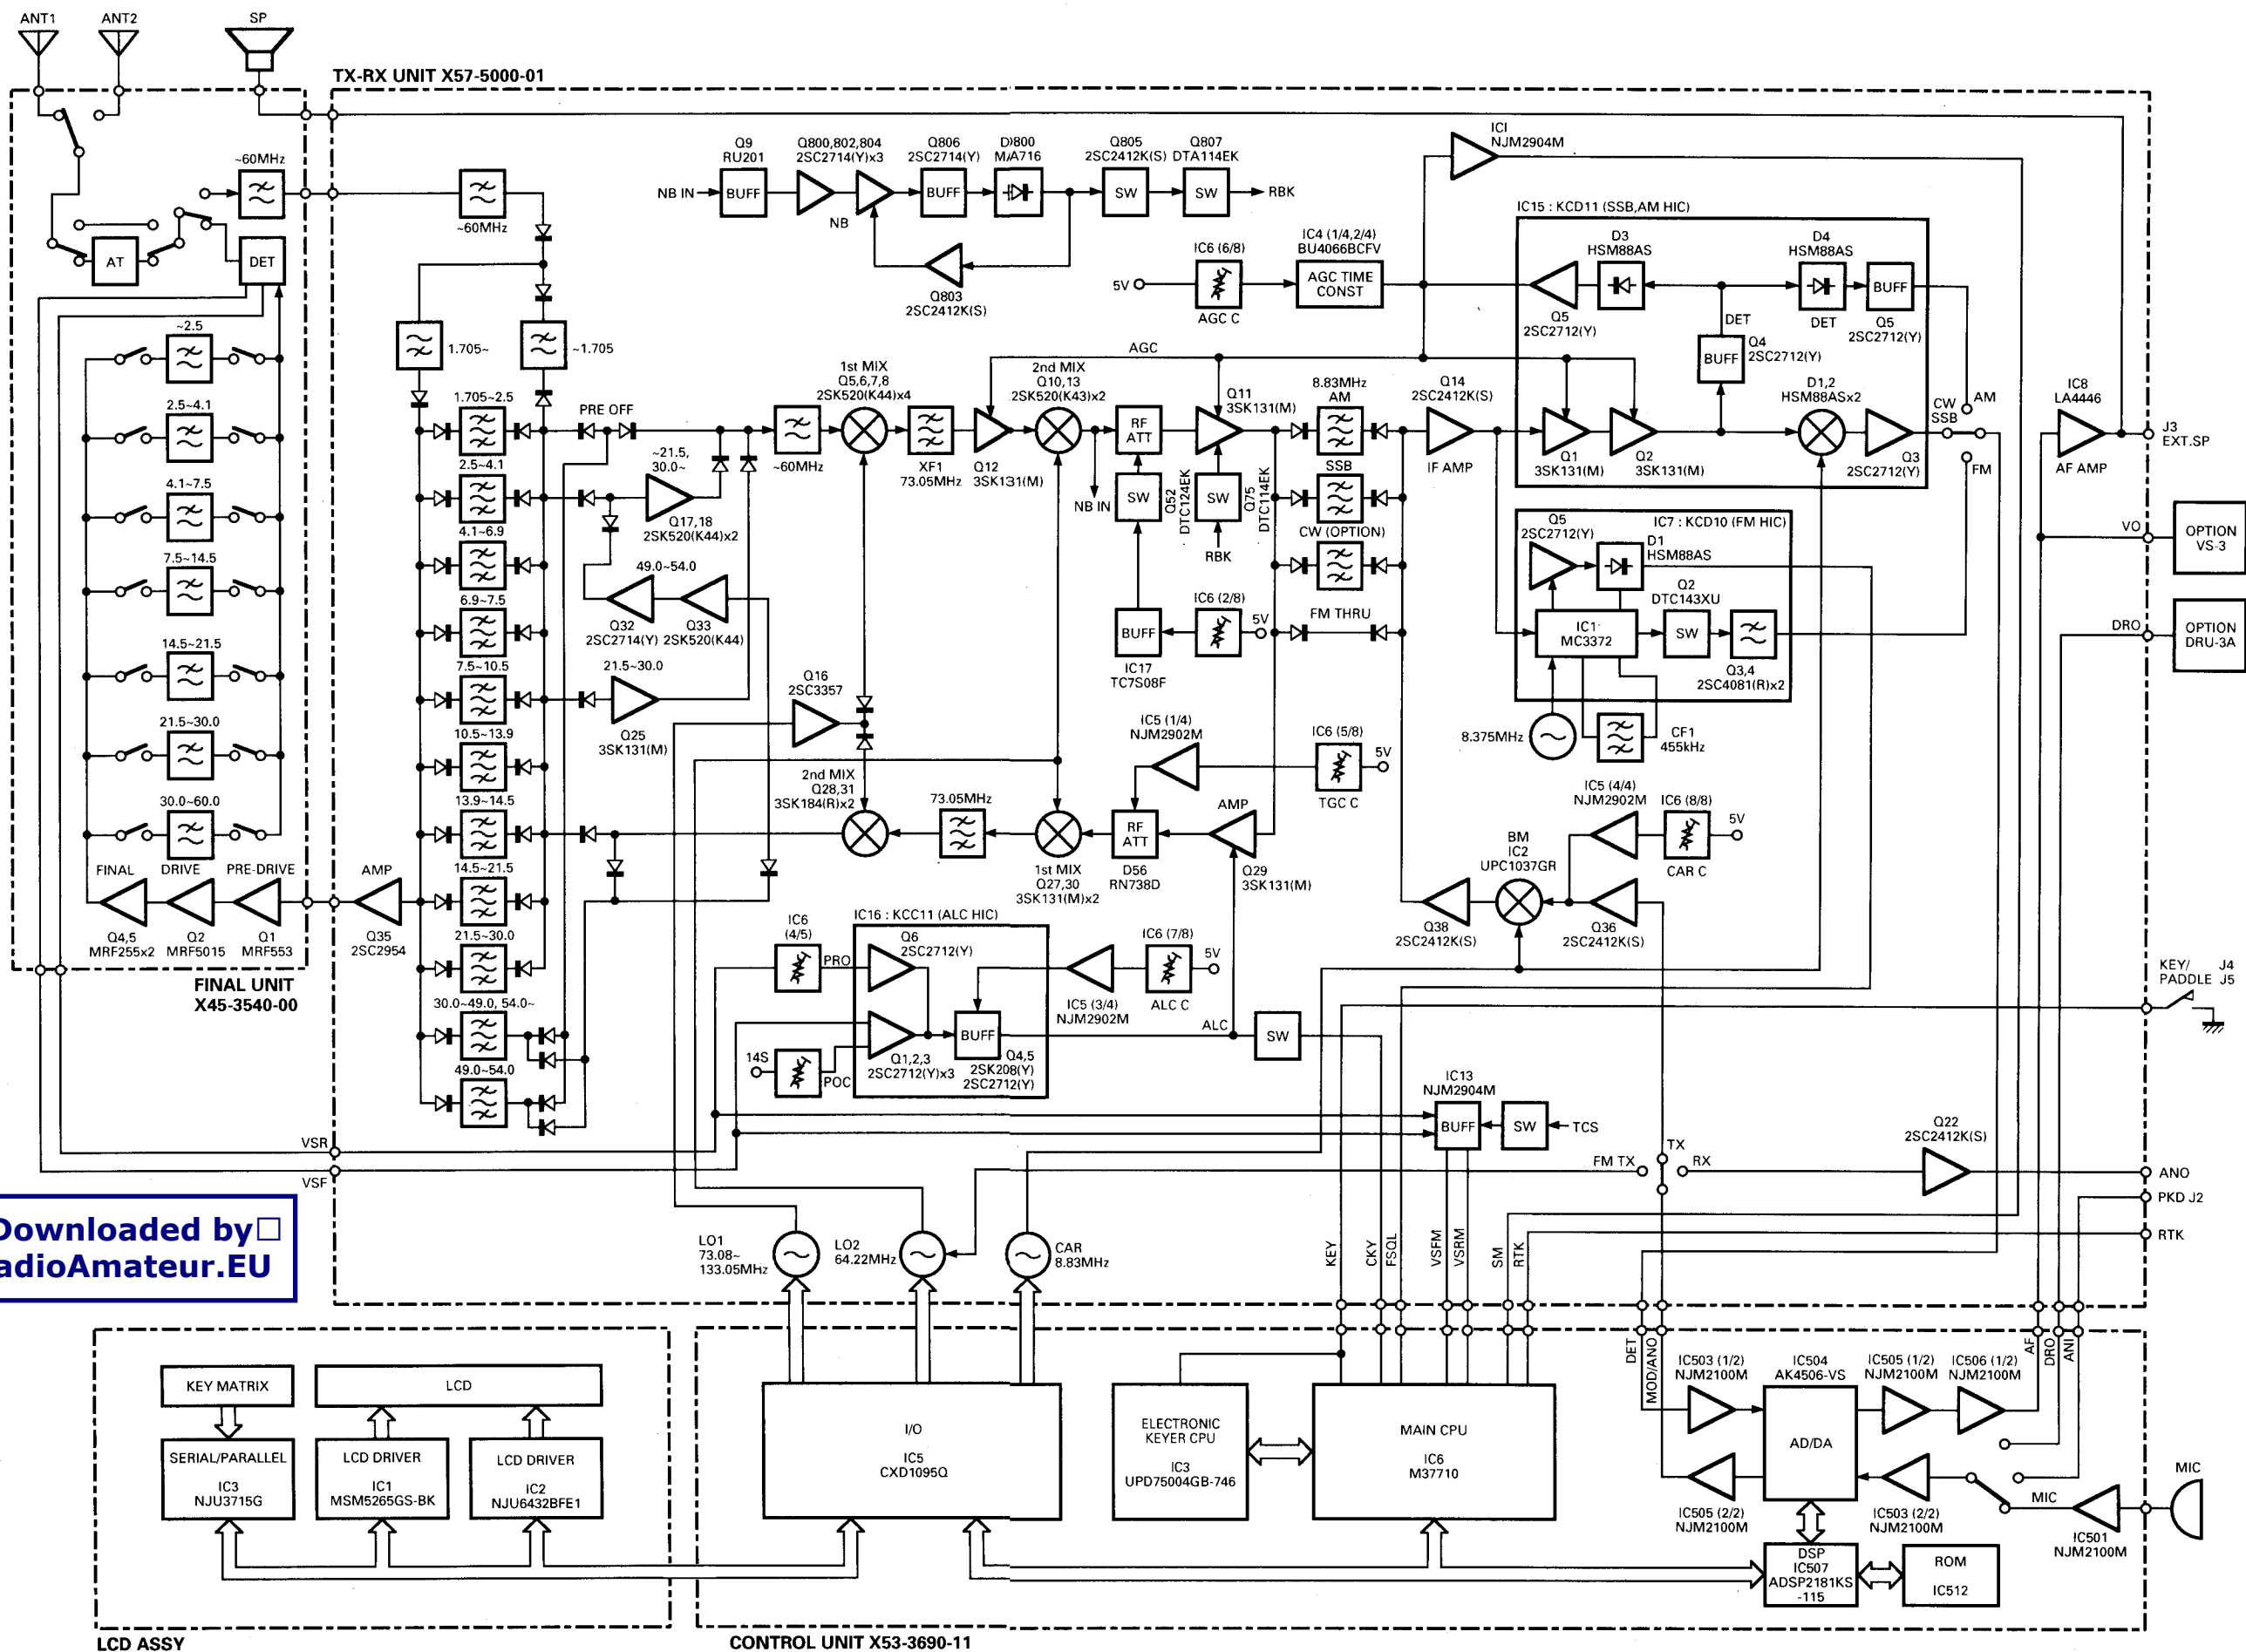 ANT1
ANT2
SP
TX-RX UNIT X57-5000-01
~60MHz
AT
DET
~2.5
2.5~4.1
4.1~7.5
7.5~14.5
14.5~21.5
21.5~30.0
30.0~60.0
FINAL
DRIVE
PRE-DRIVE
Q4,5
MRF255x2
Q2
MRF5015
Q1
MRF553
FINAL UNIT
X45-3540-00
~60MHz
1.705~
~1.705
1.705~2.5
2.5~4.1
4.1~6.9
6.9~7.5
7.5~10.5
10.5~13.9
13.9~14.5
14.5~21.5
21.5~30.0
30.0~49.0, 54.0~
49.0~54.0
AMP
Q35
2SC2954
NB IN
Q9
RU201
BUFF
Q800,802,804
2SC2714(Y)x3
NB
Q806
2SC2714(Y)
BUFF
D800
MA716
Q805
2SC2412K(S)
SW
Q807
DTA114EK
SW
RBK
Q803
2SC2412K(S)
5V
IC6 (6/8)
AGC C
IC4 (1/4,2/4)
BU4066BCFV
AGC TIME
CONST
ICI
NJM2904M
IC15 : KCD11 (SSB,AM HIC)
D3
HSM88AS
D4
HSM88AS
Q5
2SC2712(Y)
DET
DET
BUFF
Q5
2SC2712(Y)
BUFF
Q4
2SC2712(Y)
D1,2
HSM88ASx2
Q1
3SK131(M)
Q2
3SK131(M)
Q3
2SC2712(Y)
CW
SSB
AM
FM
IC8
LA4446
AF AMP
J3
EXT.SP
VO
OPTION
VS-3
DRO
OPTION
DRU-3A
PRE OFF
~21.5,
30.0~
Q17,18
2SK520(K44)x2
49.0~54.0
Q32
2SC2714(Y)
Q33
2SK520(K44)
21.5~30.0
Q25
3SK131(M)
~60MHz
1st MIX
Q5,6,7,8
2SK520(K44)x4
XF1
73.05MHz
Q12
3SK131(M)
AGC
2nd MIX
Q10,13
2SK520(K43)x2
NB IN
RF
ATT
SW
Q52
DTC124EK
BUFF
IC17
TC7S08F
Q11
3SK131(M)
SW
Q75
DTC114EK
RBK
IC6 (2/8)
5V
8.83MHz
AM
SSB
CW (OPTION)
FM THRU
Q14
2SC2412K(S)
IF AMP
IC7 : KCD10 (FM HIC)
Q5
2SC2712(Y)
D1
HSM88AS
IC1
MC3372
Q2
DTC143XU
SW
Q3,4
2SC4081(R)x2
8.375MHz
CF1
455kHz
Q16
2SC3357
2nd MIX
Q28,31
3SK184(R)x2
73.05MHz
1st MIX
Q27,30
3SK131(M)x2
RF
ATT
D56
RN738D
IC5 (1/4)
NJM2902M
IC6 (5/8)
5V
TGC C
AMP
Q29
3SK131(M)
IC5 (4/4)
NJM2902M
IC6 (8/8)
5V
CAR C
BM
IC2
UPC1037GR
Q38
2SC2412K(S)
Q36
2SC2412K(S)
IC6
(4/5)
PRO
14S
POC
IC16 : KCC11 (ALC HIC)
Q6
2SC2712(Y)
Q1,2,3
2SC2712(Y)x3
BUFF
Q4,5
2SK208(Y)
2SC2712(Y)
IC5 (3/4)
NJM2902M
IC6 (7/8)
5V
ALC C
ALC
SW
IC13
NJM2904M
BUFF
SW
TCS
KEY/
PADDLE
J4
J5
Q22
2SC2412K(S)
FM TX
TX
RX
ANO
PKD J2
RTK
VSR
VSF
Downloaded by□
adioAmateur.EU
LO1
73.08~
133.05MHz
LO2
64.22MHz
CAR
8.83MHz
KEY
CKY
FSQL
VSFM
VSRM
SM
RTK
DET
MOD/ANO
AF
DRO
ANI
KEY MATRIX
LCD
SERIAL/PARALLEL
IC3
NJU3715G
LCD DRIVER
IC1
MSM5265GS-BK
LCD DRIVER
IC2
NJU6432BFE1
LCD ASSY
I/O
IC5
CXD1095Q
ELECTRONIC
KEYER CPU
IC3
UPD75004GB-746
MAIN CPU
IC6
M37710
IC503 (1/2)
NJM2100M
IC504
AK4506-VS
AD/DA
IC505 (1/2)
NJM2100M
IC506 (1/2)
NJM2100M
IC505 (2/2)
NJM2100M
IC503 (2/2)
NJM2100M
MIC
MIC
IC501
NJM2100M
DSP
IC507
ADSP2181KS
-115
ROM
IC512
CONTROL UNIT X53-3690-11